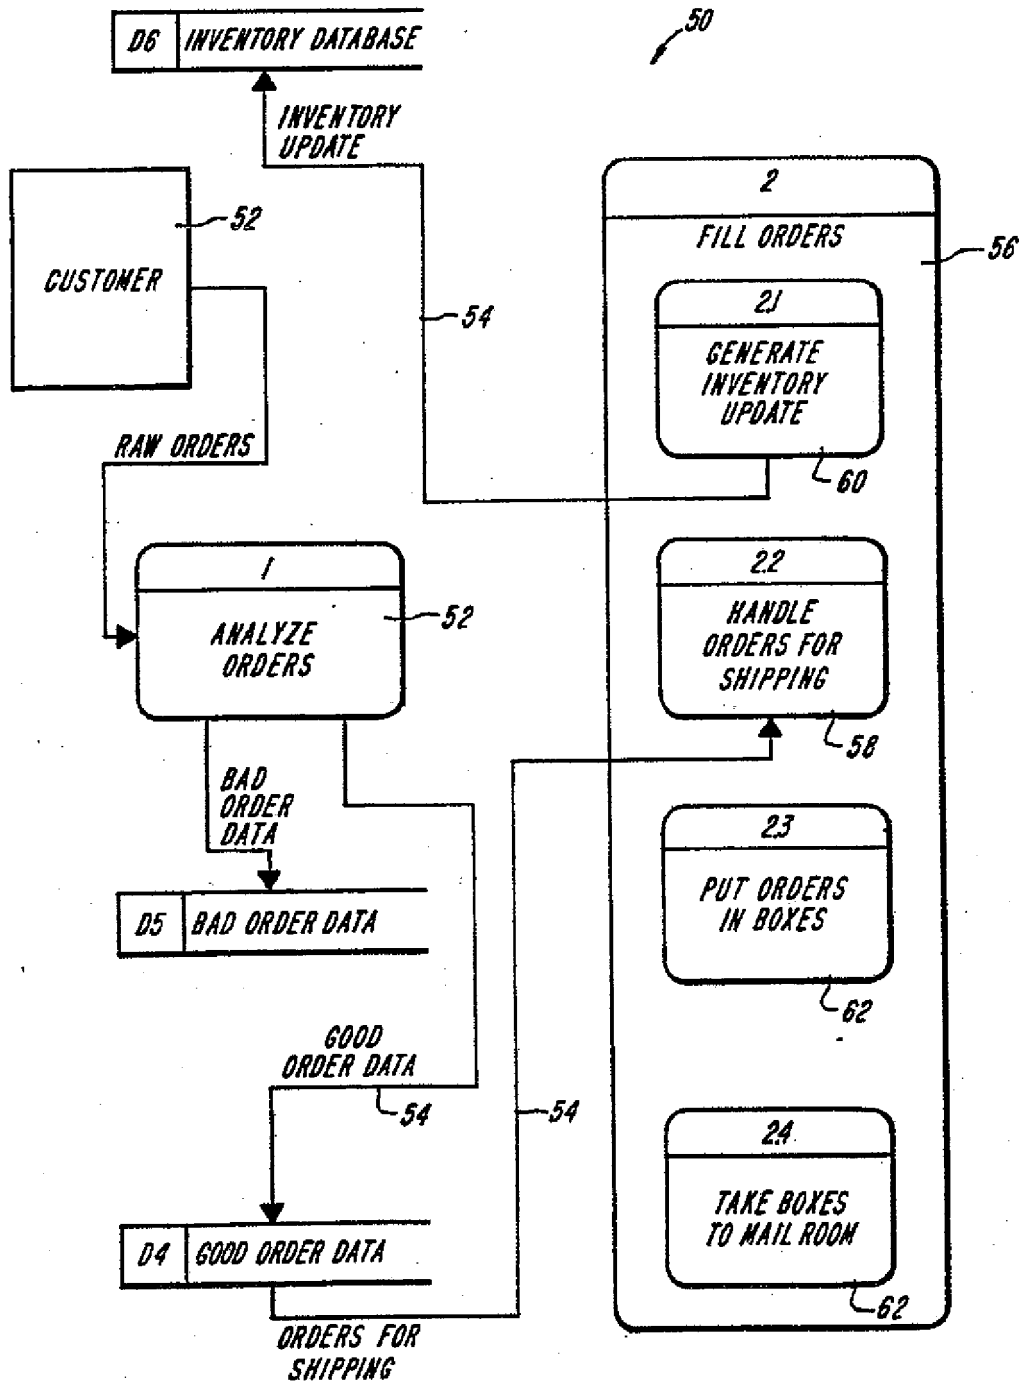 50
D6 INVENTORY DATABASE
INVENTORY
UPDATE
CUSTOMER
52
54
RAW ORDERS
1
ANALYZE
ORDERS
52
BAD
ORDER
DATA
D5 BAD ORDER DATA
GOOD
ORDER DATA
54
54
D4 GOOD ORDER DATA
ORDERS FOR
SHIPPING
2
FILL ORDERS
56
2.1
GENERATE
INVENTORY
UPDATE
60
2.2
HANDLE
ORDERS FOR
SHIPPING
58
2.3
PUT ORDERS
IN BOXES
62
2.4
TAKE BOXES
TO MAIL ROOM
62